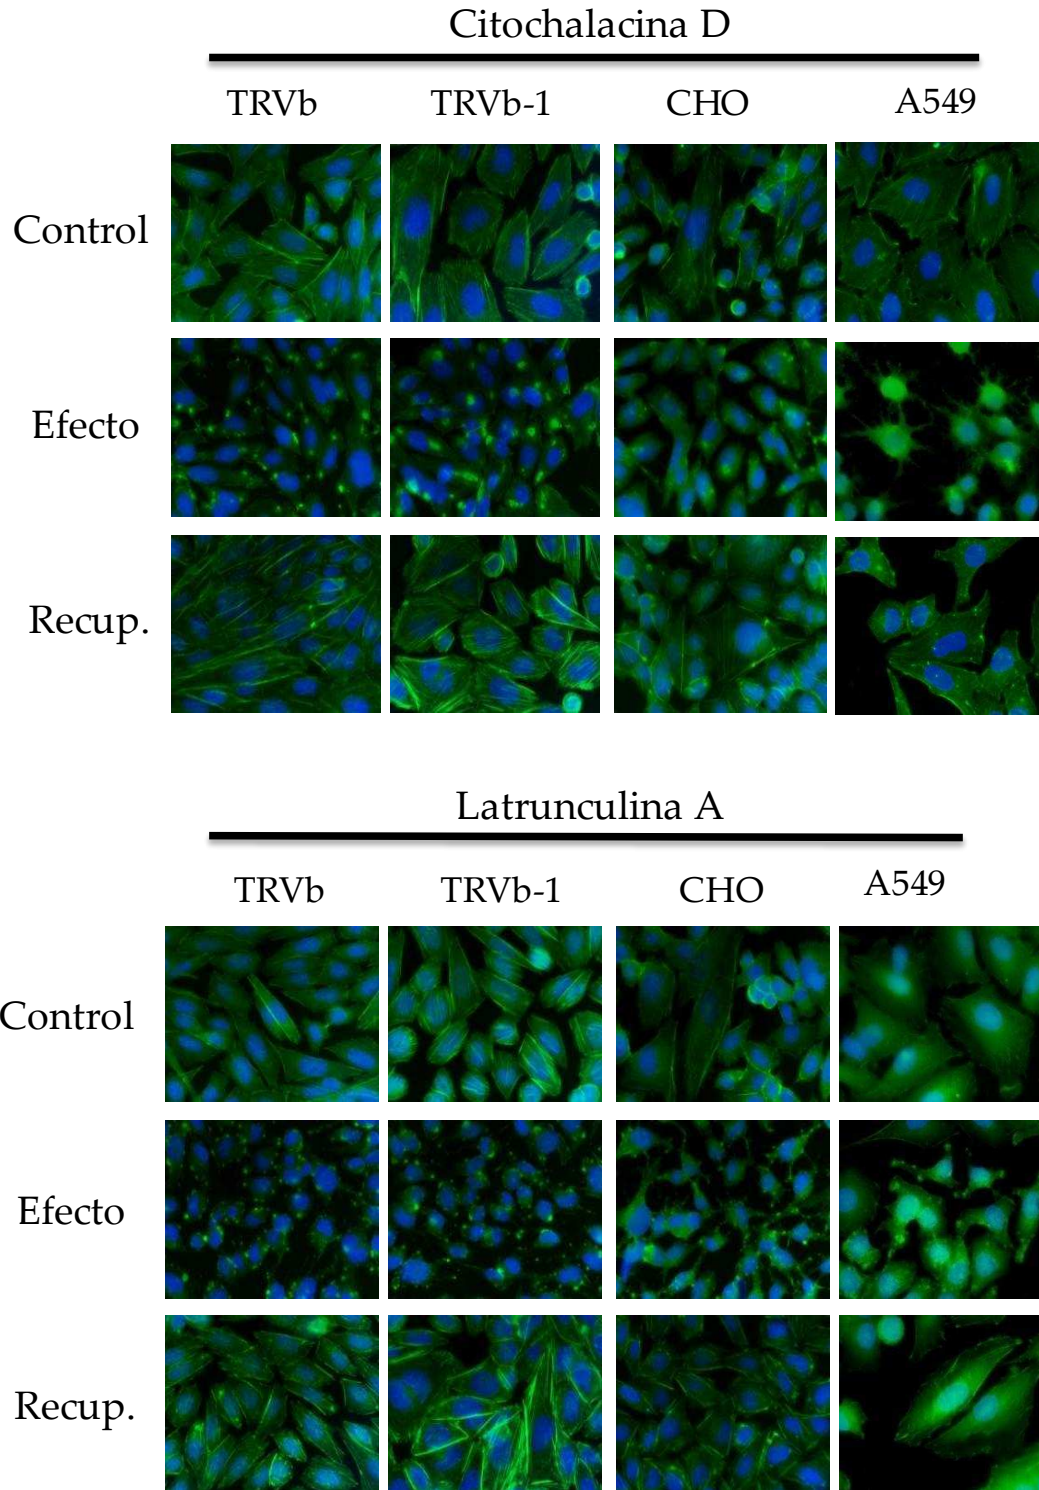 Citochalacina D
TRVb TRVb-1 CHO A549
Control
Efecto
Recup.
Latrunculina A
TRVb TRVb-1 CHO A549
Control
Efecto
Recup.